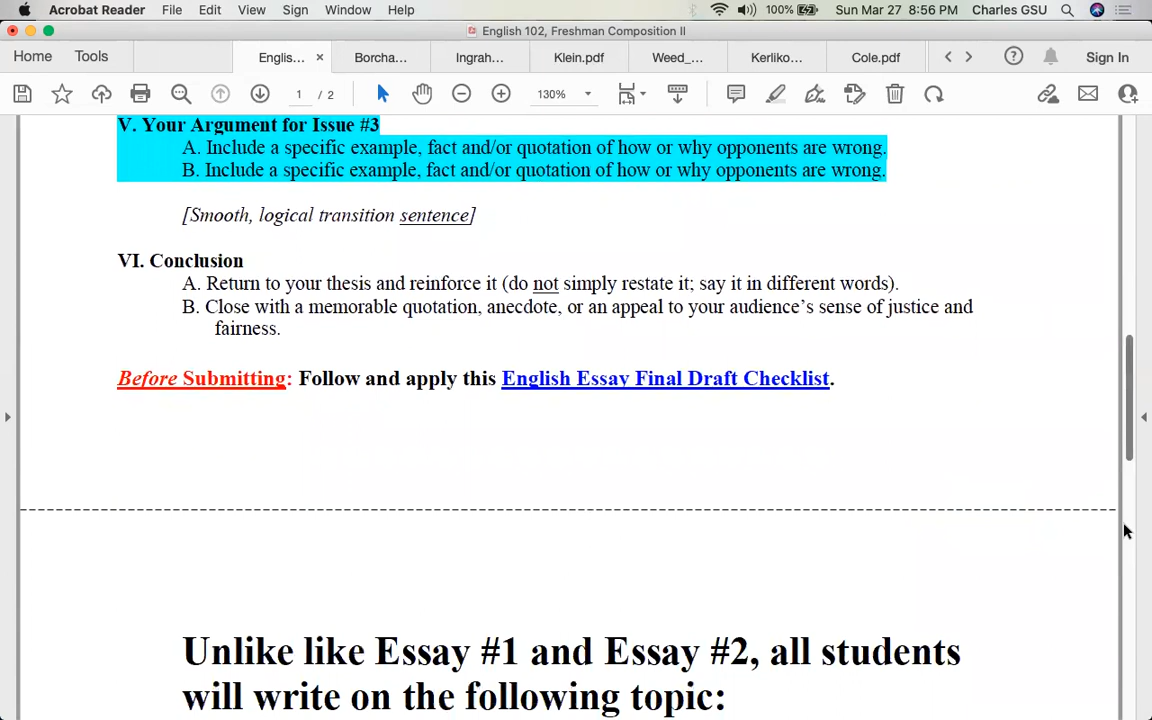 Acrobat Reader File Edit View Sign Window Help 100% Sun Mar 27 8:56 PM Charles GSU
English 102, Freshman Composition II
Home Tools Englis... × Borcha... Ingrah... Klein.pdf Weed_... Kerliko... Cole.pdf Sign In
1 / 2 130%
V. Your Argument for Issue #3
A. Include a specific example, fact and/or quotation of how or why opponents are wrong.
B. Include a specific example, fact and/or quotation of how or why opponents are wrong.
[Smooth, logical transition sentence]
VI. Conclusion
A. Return to your thesis and reinforce it (do not simply restate it; say it in different words).
B. Close with a memorable quotation, anecdote, or an appeal to your audience's sense of justice and
fairness.
Before Submitting: Follow and apply this English Essay Final Draft Checklist.
Unlike like Essay #1 and Essay #2, all students
will write on the following topic: